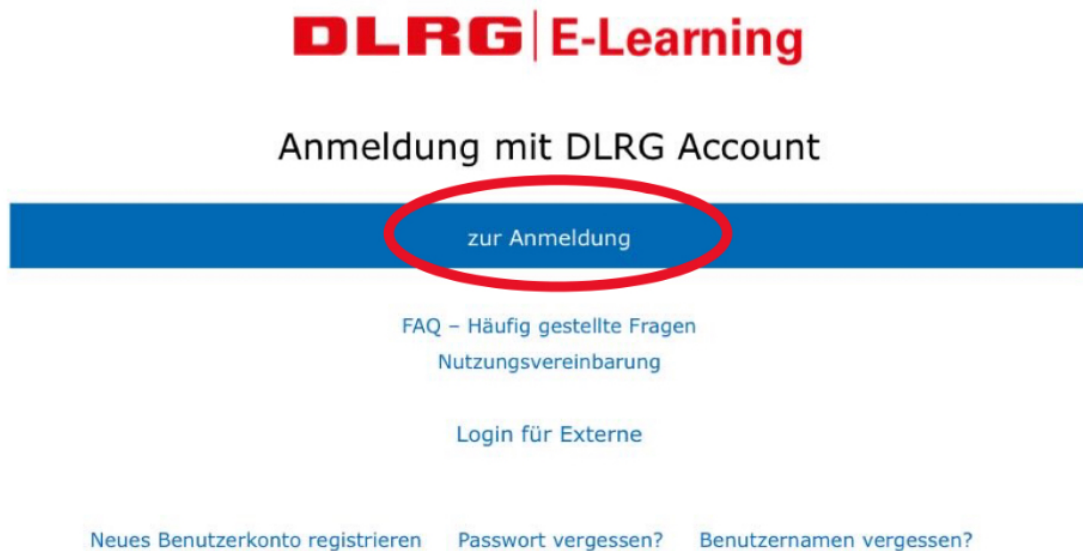 DLRG E-Learning
Anmeldung mit DLRG Account
zur Anmeldung
FAQ – Häufig gestellte Fragen
Nutzungsvereinbarung
Login für Externe
Neues Benutzerkonto registrieren Passwort vergessen? Benutzernamen vergessen?